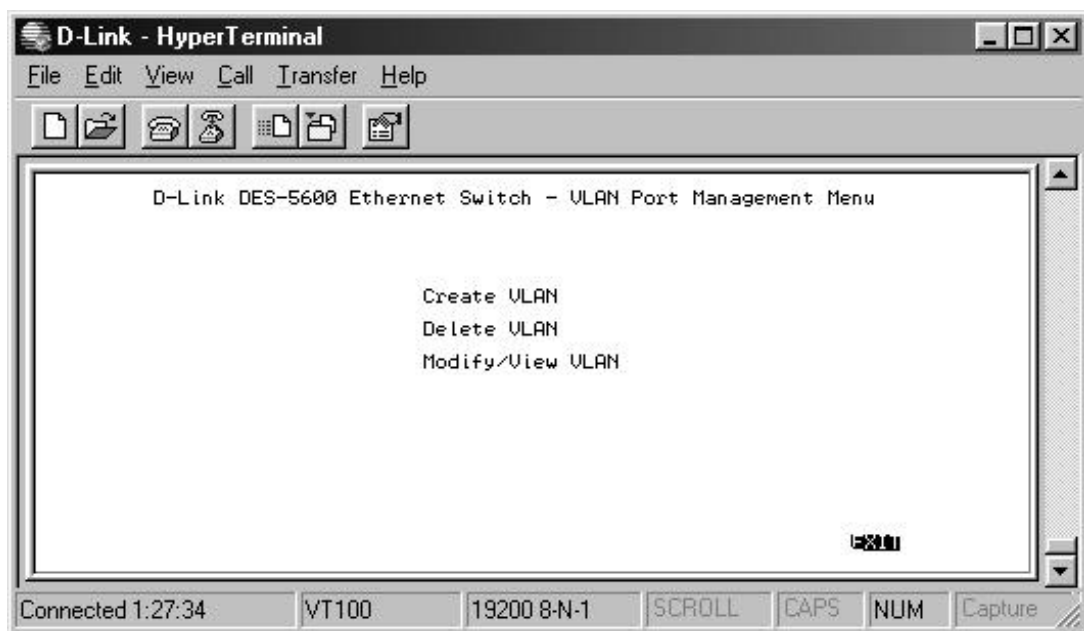 D-Link - HyperTerminal
File Edit View Call Transfer Help
D-Link DES-5600 Ethernet Switch - VLAN Port Management Menu
Create VLAN
Delete VLAN
Modify/View VLAN
EXIT
Connected 1:27:34 VT100 19200 8-N-1 SCROLL CAPS NUM Capture